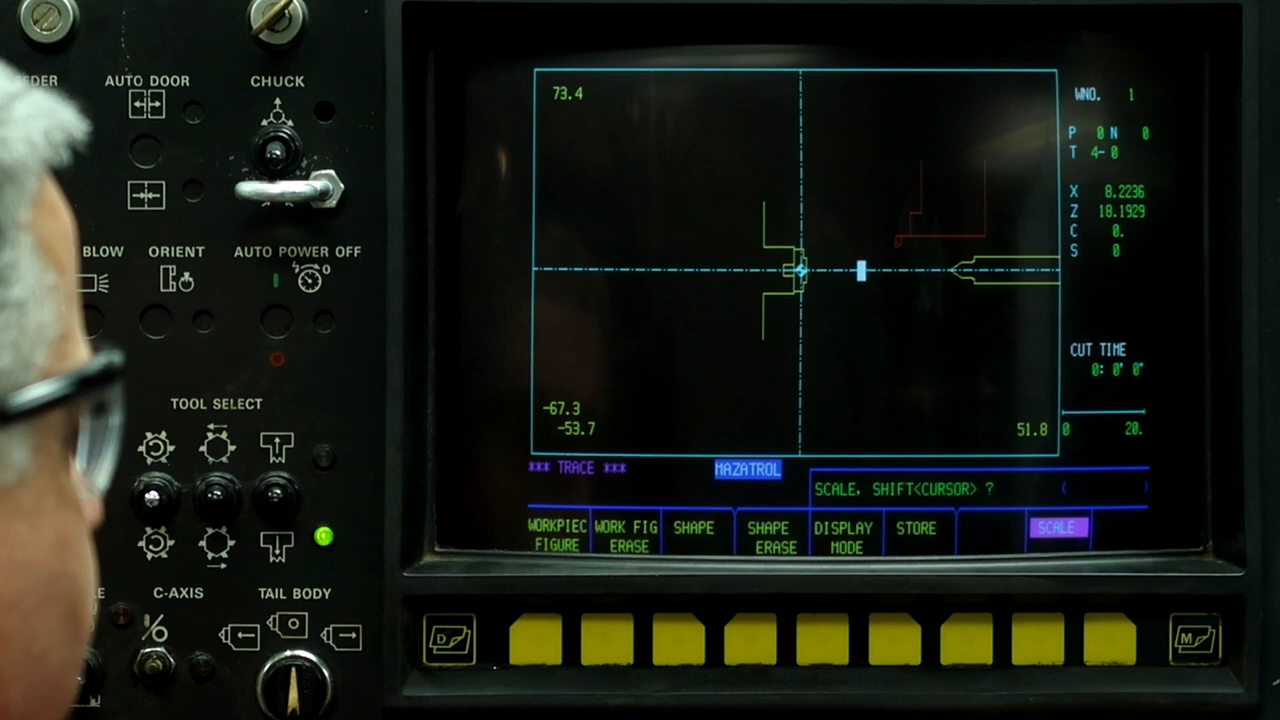 AUTO DOOR
CHUCK
BLOW
ORIENT
AUTO POWER OFF
TOOL SELECT
C-AXIS
TAIL BODY
73.4
-67.3
-53.7
51.8
WNO. 1
P 0 N 0
T 4-0
X 8.2236
Z 18.1929
C 0.
S 0
CUT TIME
0: 0' 0"
0 20.
*** TRACE ***
MAZATROL
SCALE, SHIFT<CURSOR> ? ( )
WORKPIEC FIGURE
WORK FIG ERASE
SHAPE
SHAPE ERASE
DISPLAY MODE
STORE
SCALE
D
M